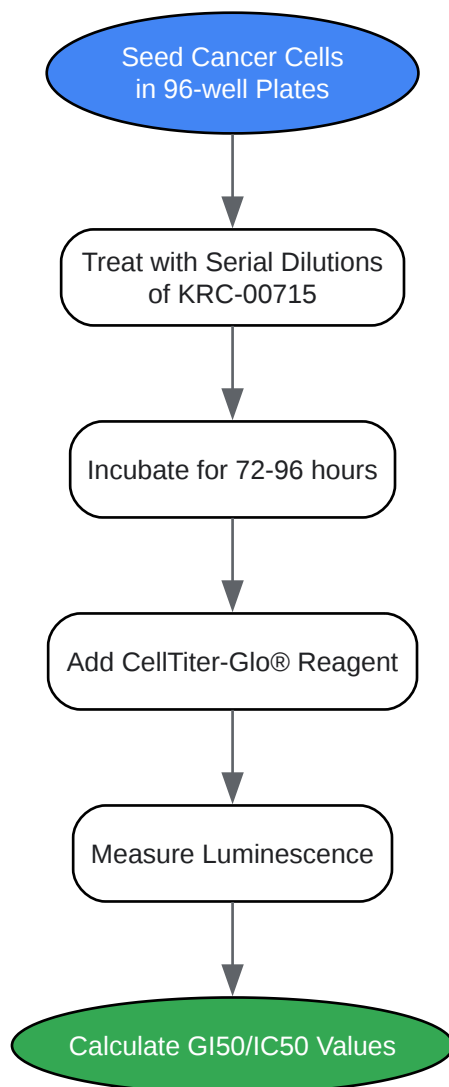 Seed Cancer Cells
in 96-well Plates
Treat with Serial Dilutions
of KRC-00715
Incubate for 72-96 hours
Add CellTiter-Glo® Reagent
Measure Luminescence
Calculate GI50/IC50 Values